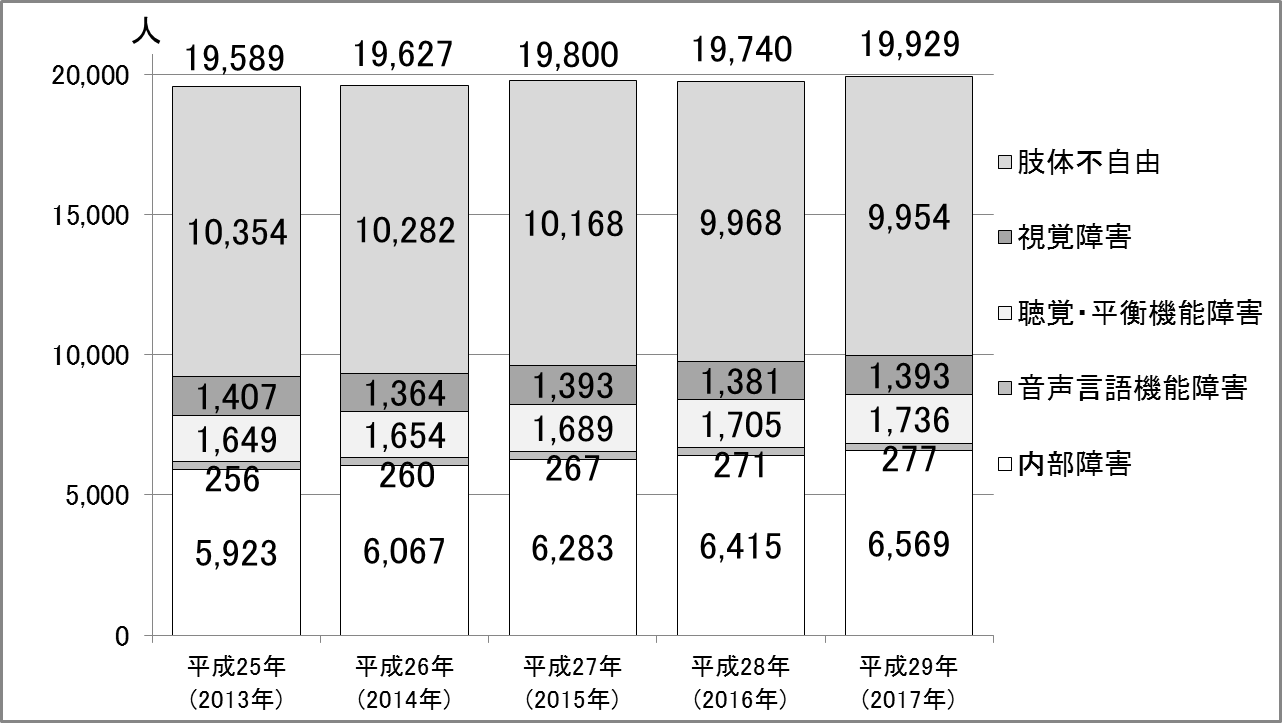 人
19,589 19,627 19,800 19,740 19,929
20,000
15,000
10,000
5,000
0
10,354 10,282 10,168 9,968 9,954
1,407 1,364 1,393 1,381 1,393
1,649 1,654 1,689 1,705 1,736
256 260 267 271 277
5,923 6,067 6,283 6,415 6,569
平成25年 平成26年 平成27年 平成28年 平成29年
(2013年) (2014年) (2015年) (2016年) (2017年)
肢体不自由
視覚障害
聴覚・平衡機能障害
音声言語機能障害
内部障害